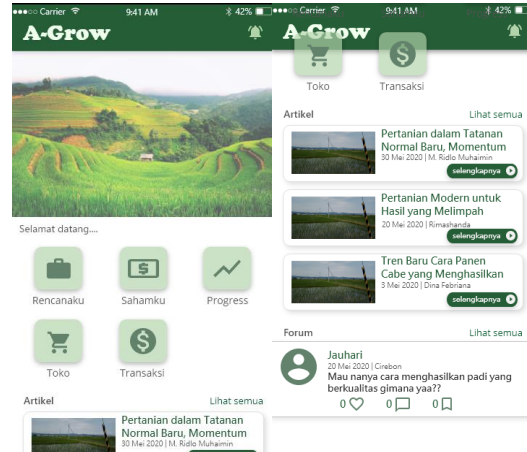 Carrier 9:41 AM 42%
A-Grow
Selamat datang....
Rencanaku Sahamku Progress
Toko Transaksi
Artikel Lihat semua
Pertanian dalam Tatanan
Normal Baru, Momentum
30 Mei 2020 | M. Ridlo Muhaimin
Carrier 9:41 AM 42%
A-Grow
Toko Transaksi
Artikel Lihat semua
Pertanian dalam Tatanan
Normal Baru, Momentum
30 Mei 2020 | M. Ridlo Muhaimin
selengkapnya
Pertanian Modern untuk
Hasil yang Melimpah
20 Mei 2020 | Rimashanda
selengkapnya
Tren Baru Cara Panen
Cabe yang Menghasilkan
3 Mei 2020 | Dina Febriana
selengkapnya
Forum Lihat semua
Jauhari
20 Mei 2020 | Cirebon
Mau nanya cara menghasilkan padi yang
berkualitas gimana yaa??
0 0 0